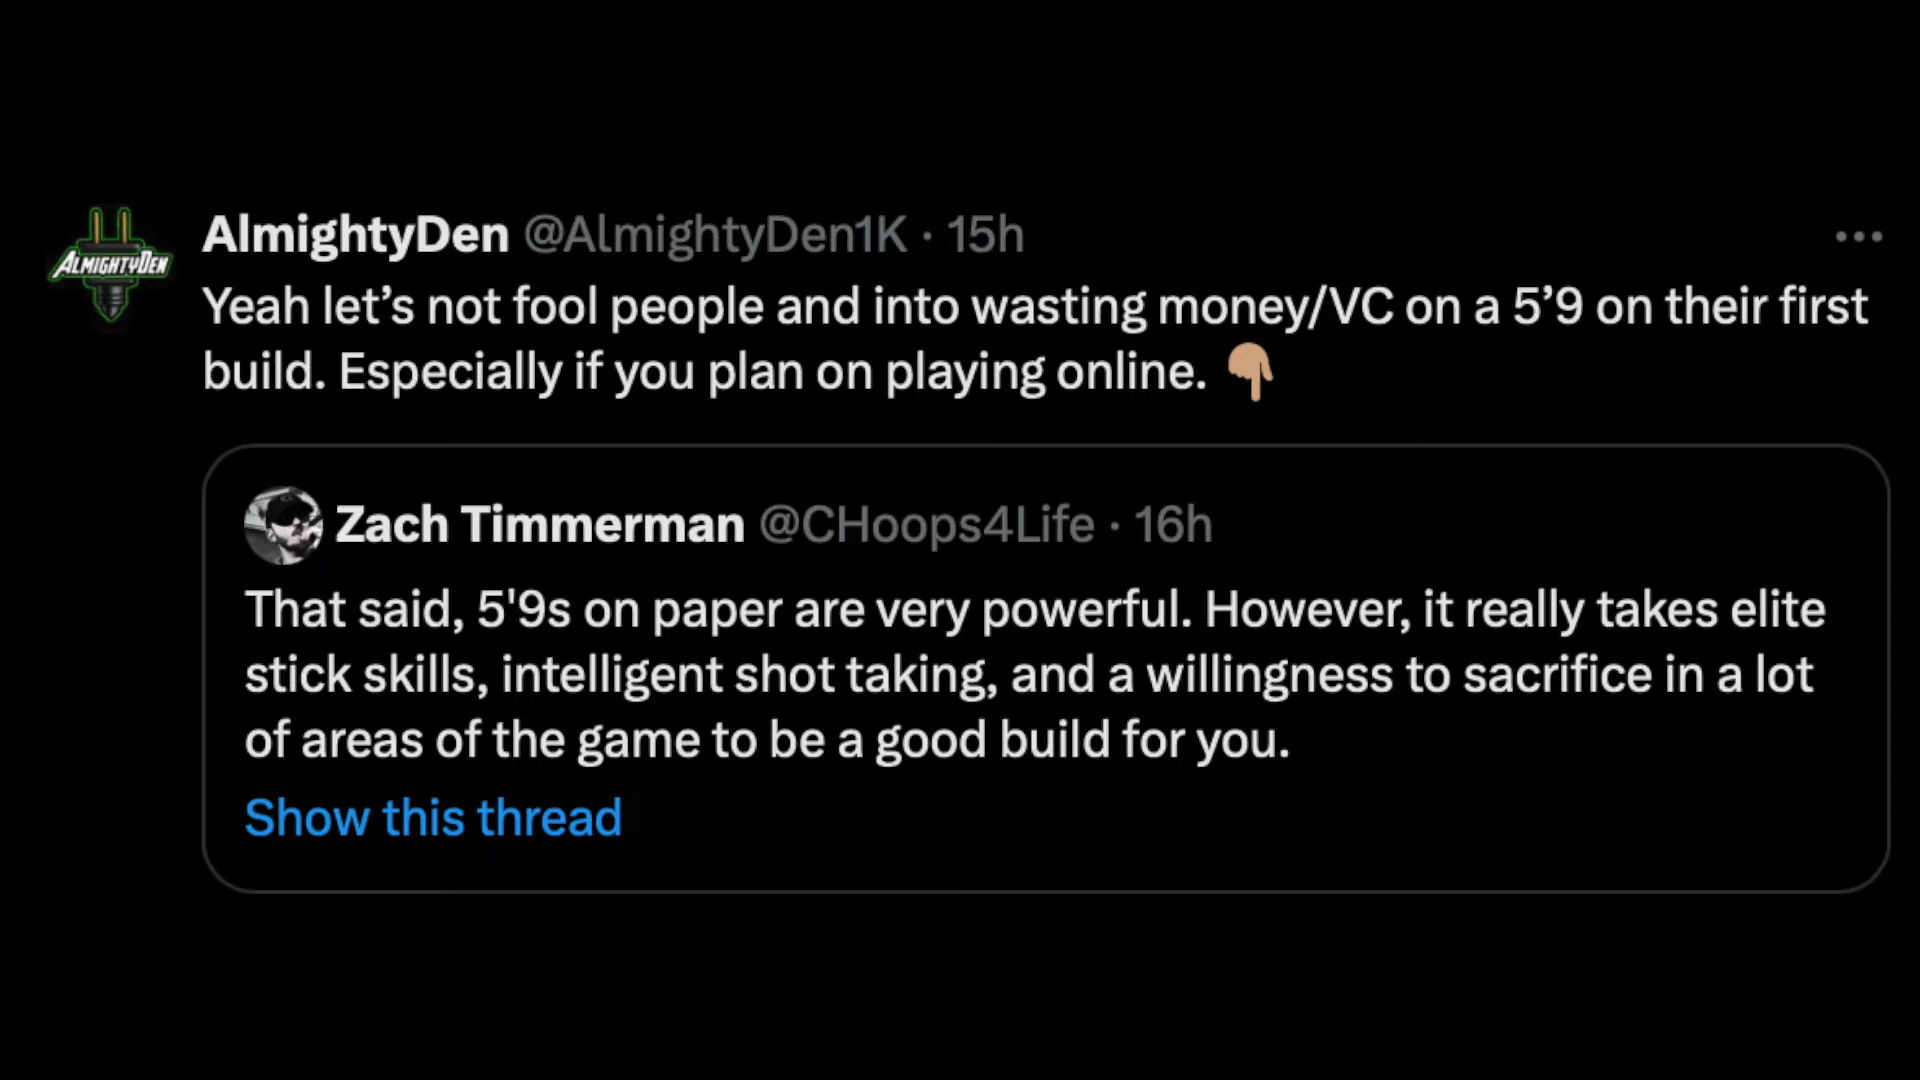 AlmightyDen @AlmightyDen1K · 15h
ALMIGHTYDEN
Yeah let’s not fool people and into wasting money/VC on a 5’9 on their first
build. Especially if you plan on playing online. 👇🏽
Zach Timmerman @CHoops4Life · 16h
That said, 5'9s on paper are very powerful. However, it really takes elite
stick skills, intelligent shot taking, and a willingness to sacrifice in a lot
of areas of the game to be a good build for you.
Show this thread